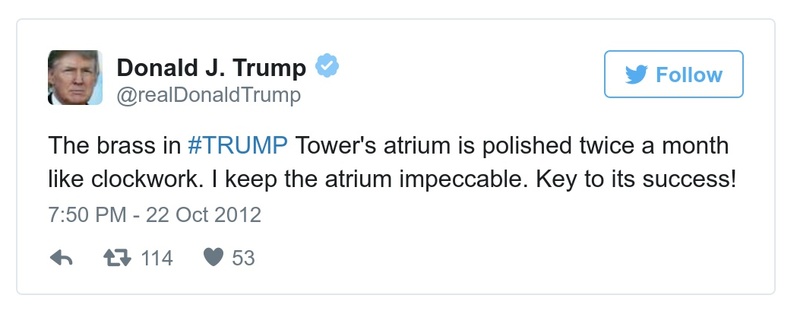 Donald J. Trump
@realDonaldTrump
Follow
The brass in #TRUMP Tower's atrium is polished twice a month
like clockwork. I keep the atrium impeccable. Key to its success!
7:50 PM - 22 Oct 2012
114 53